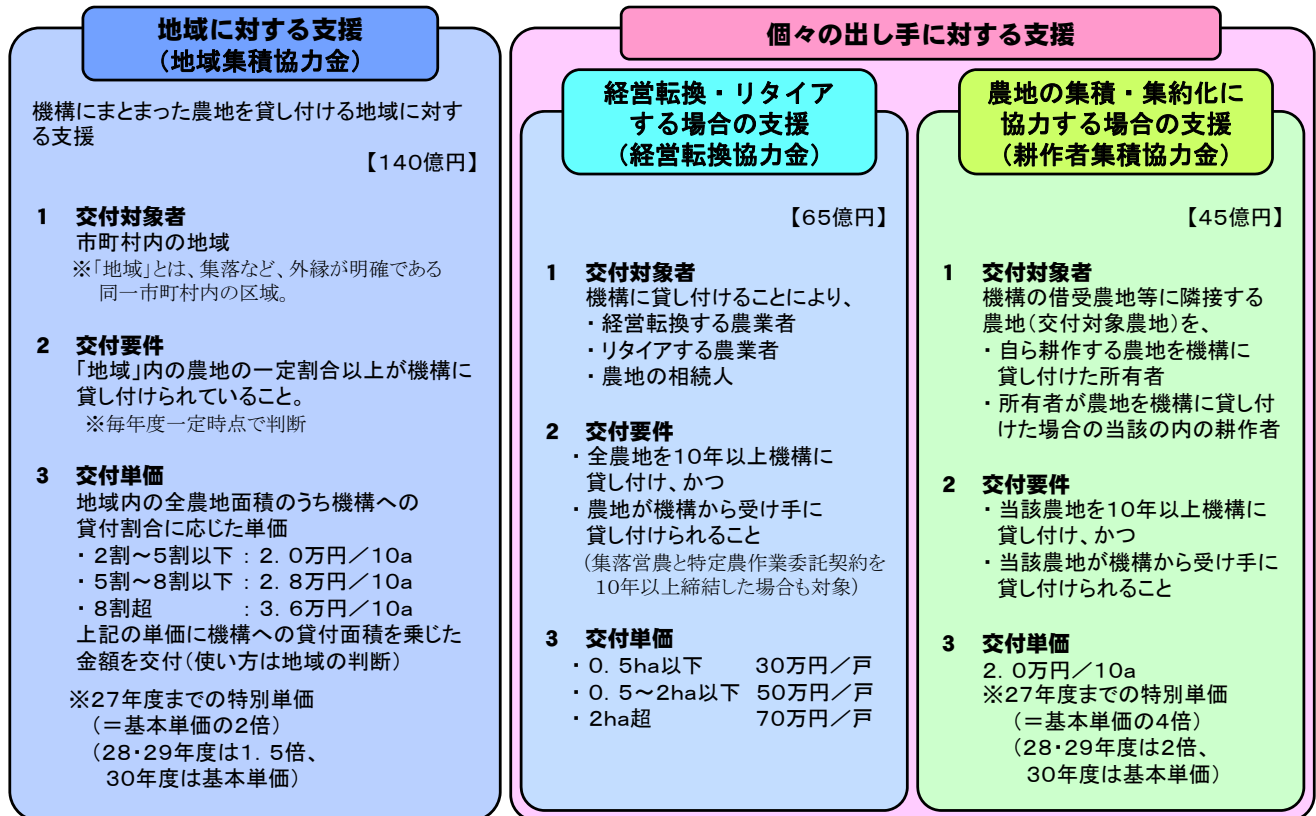 地域に対する支援
(地域集積協力金)
機構にまとまった農地を貸し付ける地域に対す
る支援
【140億円】
1 交付対象者
市町村内の地域
※「地域」とは、集落など、外縁が明確である
同一市町村内の区域。
2 交付要件
「地域」内の農地の一定割合以上が機構に
貸し付けられていること。
※毎年度一定時点で判断
3 交付単価
地域内の全農地面積のうち機構への
貸付割合に応じた単価
・2割~5割以下:2.0万円/10a
・5割~8割以下:2.8万円/10a
・8割超 :3.6万円/10a
上記の単価に機構への貸付面積を乗じた
金額を交付(使い方は地域の判断)
※27年度までの特別単価
(=基本単価の2倍)
(28・29年度は1.5倍、
30年度は基本単価)
個々の出し手に対する支援
経営転換・リタイア
する場合の支援
(経営転換協力金)
【65億円】
1 交付対象者
機構に貸し付けることにより、
・経営転換する農業者
・リタイアする農業者
・農地の相続人
2 交付要件
・全農地を10年以上機構に
貸し付け、かつ
・農地が機構から受け手に
貸し付けられること
(集落営農と特定農作業委託契約を
10年以上締結した場合も対象)
3 交付単価
・0.5ha以下 30万円/戸
・0.5~2ha以下 50万円/戸
・2ha超 70万円/戸
農地の集積・集約化に
協力する場合の支援
(耕作者集積協力金)
【45億円】
1 交付対象者
機構の借受農地等に隣接する
農地(交付対象農地)を、
・自ら耕作する農地を機構に
貸し付けた所有者
・所有者が農地を機構に貸し付
けた場合の当該の内の耕作者
2 交付要件
・当該農地を10年以上機構に
貸し付け、かつ
・当該農地が機構から受け手に
貸し付けられること
3 交付単価
2.0万円/10a
※27年度までの特別単価
(=基本単価の4倍)
(28・29年度は2倍、
30年度は基本単価)